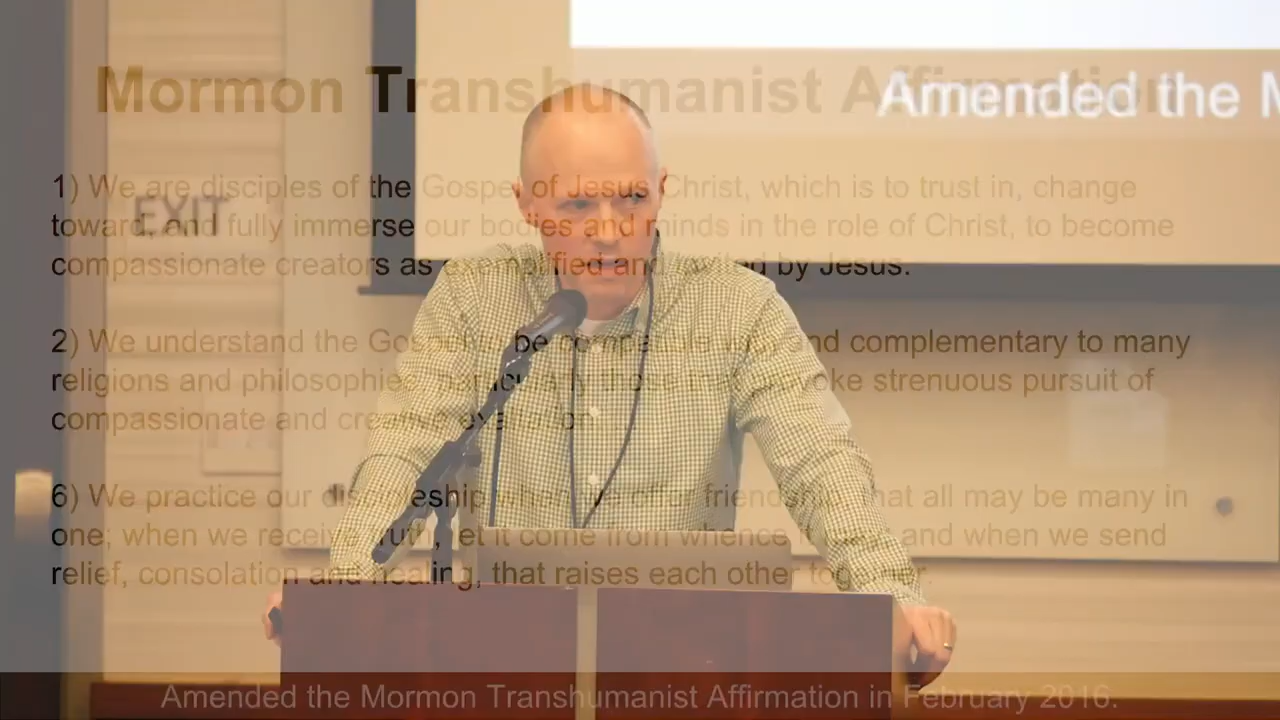 Mormon Transhumanist Affirmation
Amended the M
1) We are disciples of the Gospel of Jesus Christ, which is to trust in, change
EXIT
toward, and fully immerse our bodies and minds in the role of Christ, to become
compassionate creators as exemplified and invited by Jesus.
2) We understand the Gospel to be compatible with and complementary to many
religions and philosophies, particularly those that provoke strenuous pursuit of
compassionate and creative exaltation.
6) We practice our discipleship when we offer friendship, that all may be many in
one; when we receive truth, let it come from whence it may; and when we send
relief, consolation and healing, that raises each other together.
Amended the Mormon Transhumanist Affirmation in February 2016.